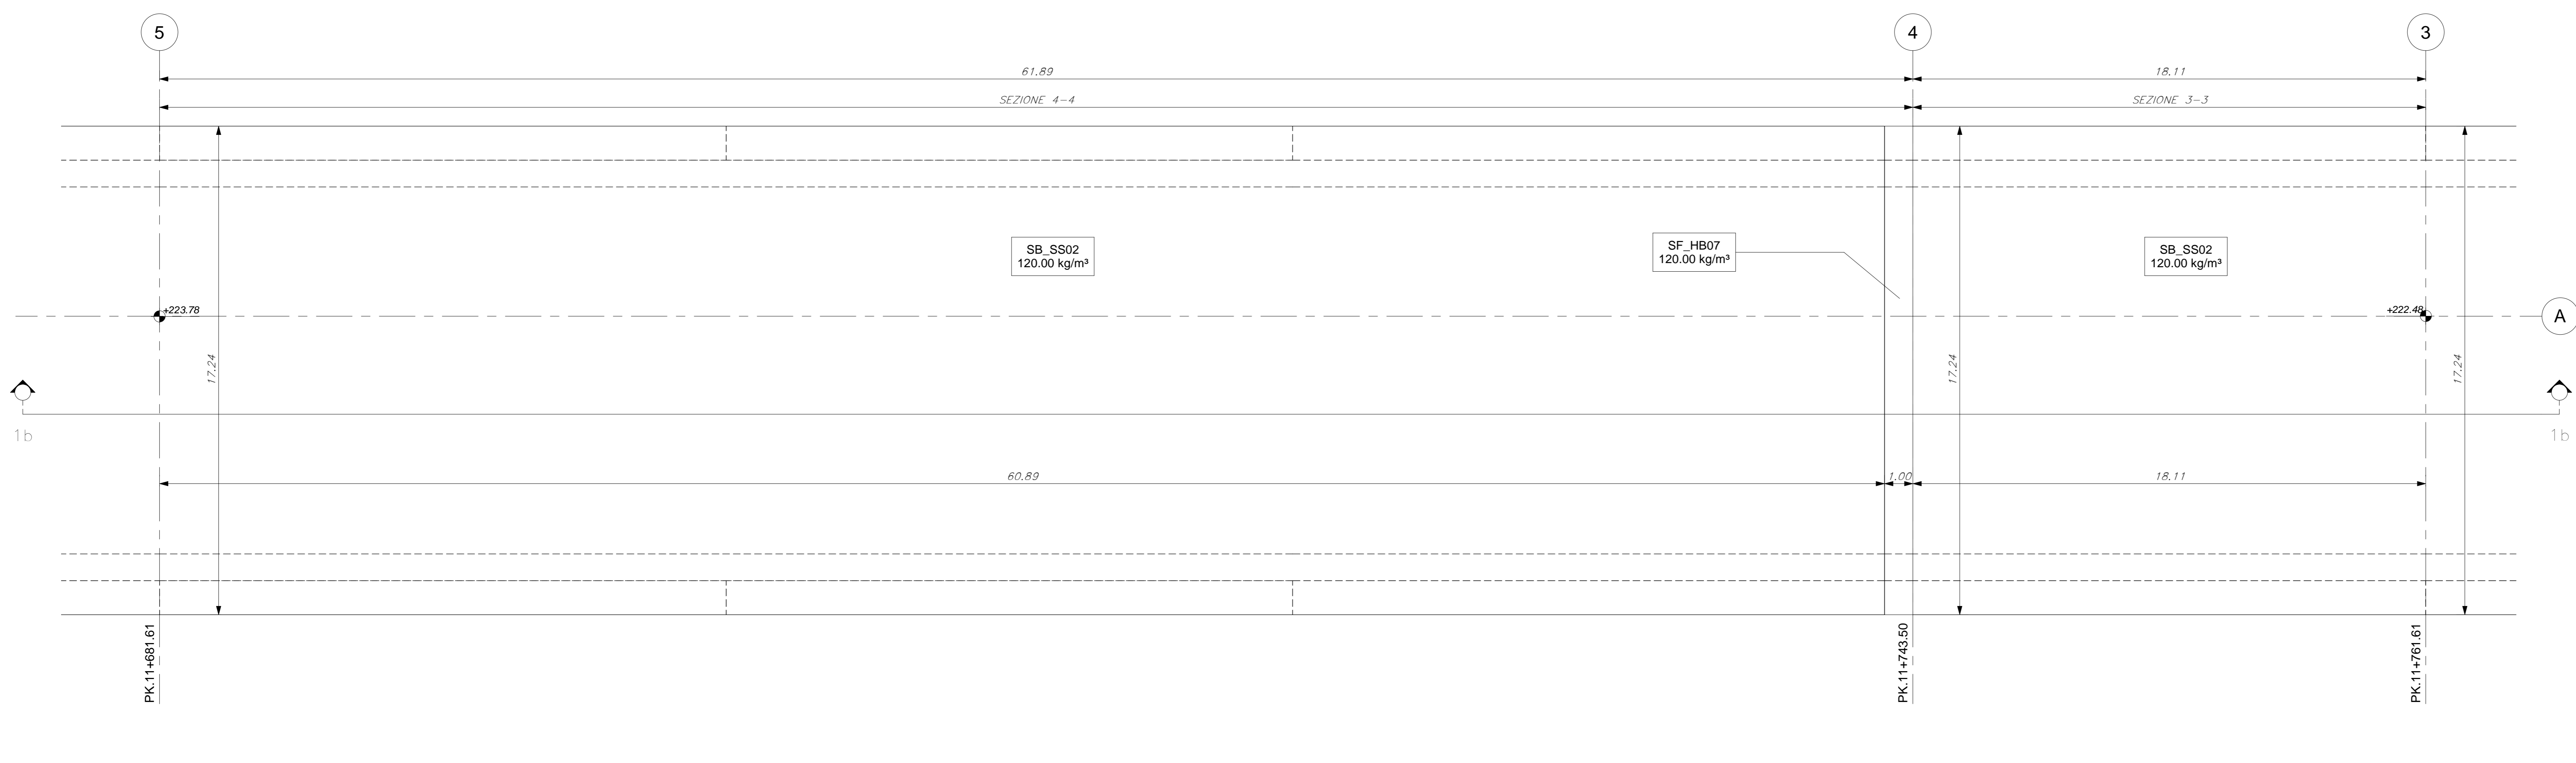 5
4
3
61.89
18.11
SEZIONE 4-4
SEZIONE 3-3
SB_SS02
120.00 kg/m³
SF_HB07
120.00 kg/m³
SB_SS02
120.00 kg/m³
+223.78
+222.48
A
17.24
17.24
17.24
1b
1b
60.89
1.00
18.11
PK.11+681.61
PK.11+743.50
PK.11+761.61